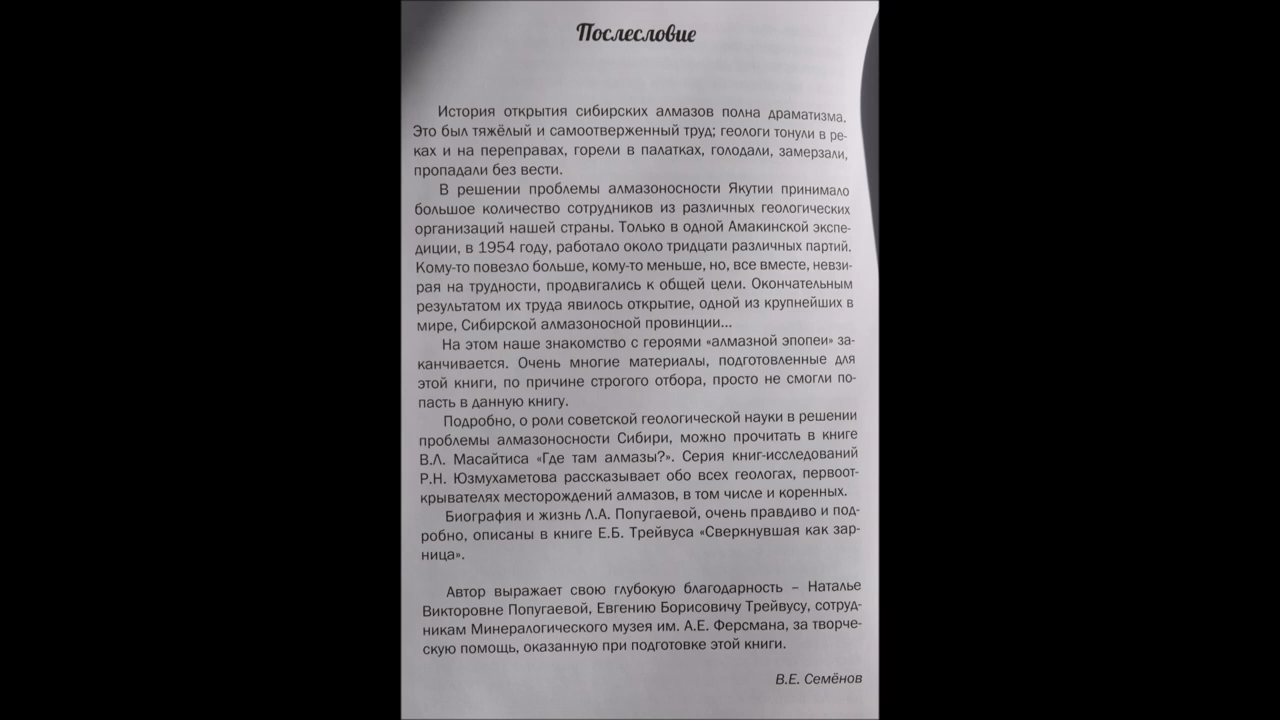 Послесловие
История открытия сибирских алмазов полна драматизма.
Это был тяжёлый и самоотверженный труд; геологи тонули в ре-
ках и на переправах, горели в палатках, голодали, замерзали,
пропадали без вести.
В решении проблемы алмазоносности Якутии принимало
большое количество сотрудников из различных геологических
организаций нашей страны. Только в одной Амакинской экспе-
диции, в 1954 году, работало около тридцати различных партий.
Кому-то повезло больше, кому-то меньше, но, все вместе, невзи-
рая на трудности, продвигались к общей цели. Окончательным
результатом их труда явилось открытие, одной из крупнейших в
мире, Сибирской алмазоносной провинции...
На этом наше знакомство с героями «алмазной эпопеи» за-
канчивается. Очень многие материалы, подготовленные для
этой книги, по причине строгого отбора, просто не смогли по-
пасть в данную книгу.
Подробно, о роли советской геологической науки в решении
проблемы алмазоносности Сибири, можно прочитать в книге
В.Л. Масайтиса «Где там алмазы?». Серия книг-исследований
Р.Н. Юзмухаметова рассказывает обо всех геологах, первоот-
крывателях месторождений алмазов, в том числе и коренных.
Биография и жизнь Л.А. Попугаевой, очень правдиво и под-
робно, описаны в книге Е.Б. Трейвуса «Сверкнувшая как зар-
ница».
Автор выражает свою глубокую благодарность – Наталье
Викторовне Попугаевой, Евгению Борисовичу Трейвусу, сотруд-
никам Минералогического музея им. А.Е. Ферсмана, за творче-
скую помощь, оказанную при подготовке этой книги.
В.Е. Семёнов